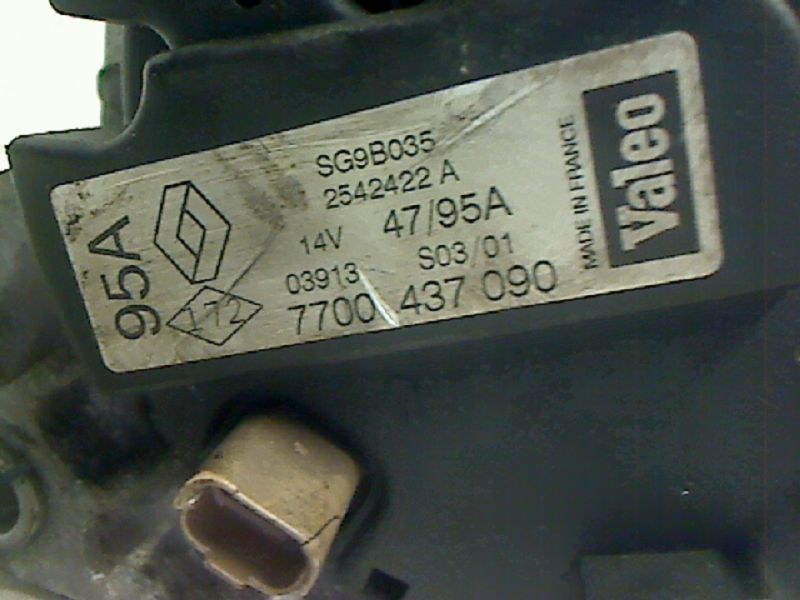 95A
172
SG9B035
2542422 A
14V 47/95A
03913 S03/01
7700 437 090
MADE IN FRANCE
Valeo